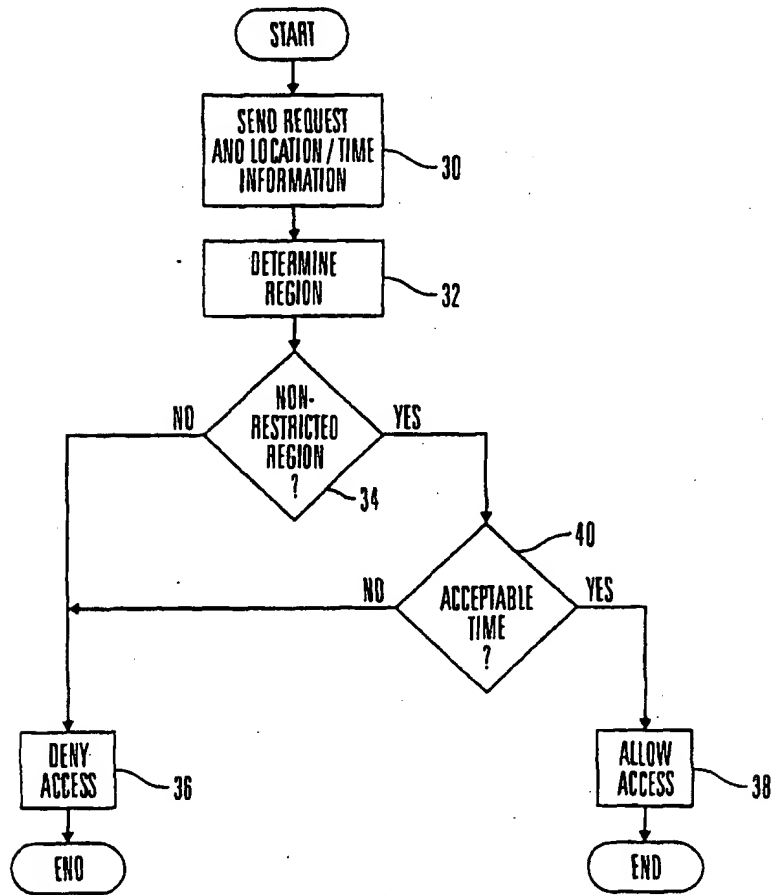 START
SEND REQUEST
AND LOCATION / TIME
INFORMATION
30
DETERMINE
REGION
32
NO
NON-
RESTRICTED
REGION
?
YES
34
40
NO
ACCEPTABLE
TIME
?
YES
DENY
ACCESS
36
ALLOW
ACCESS
38
END
END